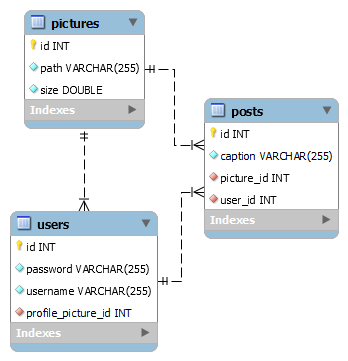 pictures
id INT
path VARCHAR(255)
size DOUBLE
Indexes
posts
id INT
caption VARCHAR(255)
picture_id INT
user_id INT
Indexes
users
id INT
password VARCHAR(255)
username VARCHAR(255)
profile_picture_id INT
Indexes